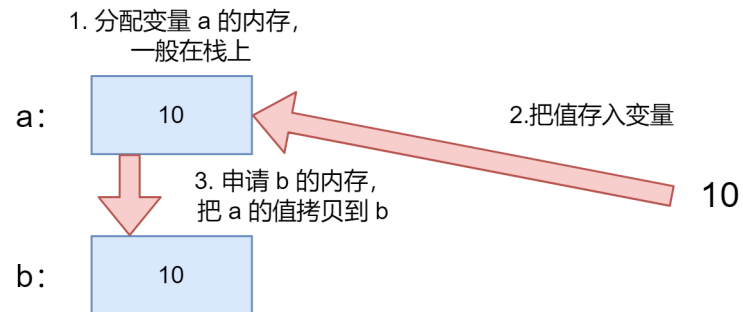 1. 分配变量 a 的内存，
一般在栈上
a：
10
2.把值存入变量
10
3. 申请 b 的内存，
把 a 的值拷贝到 b
b：
10